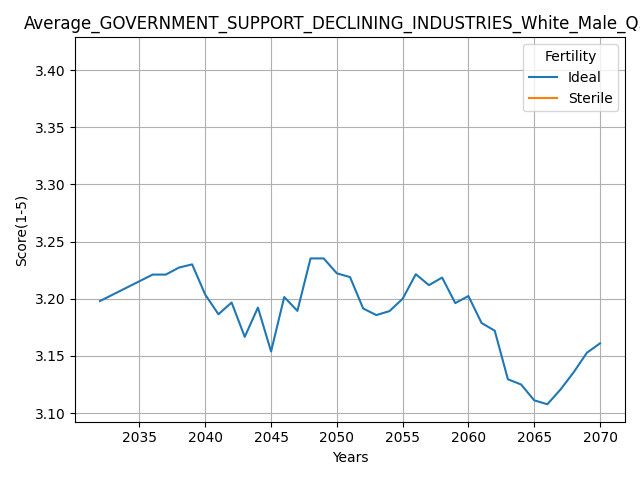 Average_GOVERNMENT_SUPPORT_DECLINING_INDUSTRIES_White_Male_Q
Fertility
Ideal
Sterile
Score(1-5)
3.40
3.35
3.30
3.25
3.20
3.15
3.10
2035 2040 2045 2050 2055 2060 2065 2070
Years